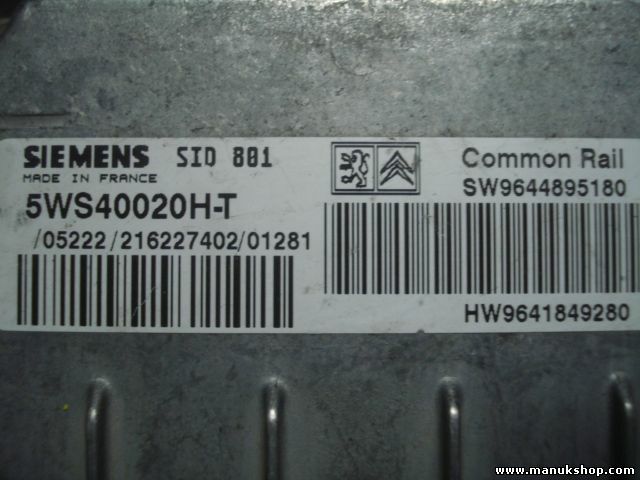 SIEMENS SID 801
MADE IN FRANCE
5WS40020H-T
/05222/216227402/01281
Common Rail
SW9644895180
HW9641849280
www.manukshop.com